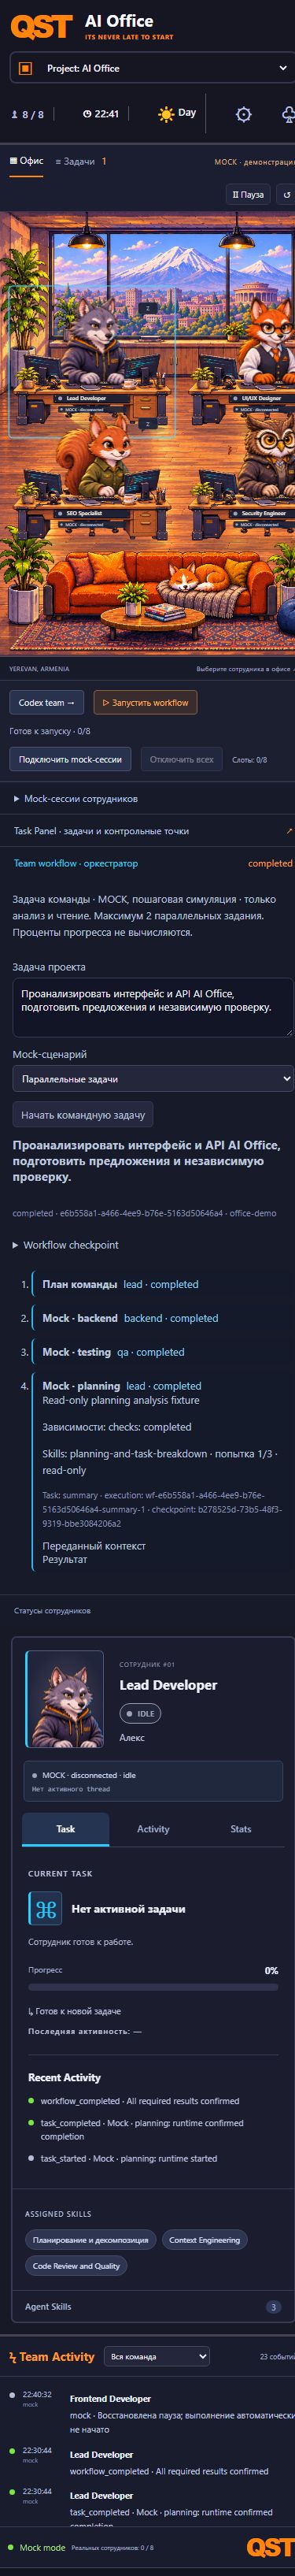 QST AI Office
ITS NEVER LATE TO START
Project: AI Office
8 / 8 22:41 Day
Офис Задачи 1 МОСК · демонстраци
Пауза
Lead Developer
MOCK · disconnected
UI/UX Designer
MOCK · disconnected
SEO Specialist
MOCK · disconnected
Security Engineer
MOCK · disconnected
YEREVAN, ARMENIA Выберите сотрудника в офисе
Codex team → ▷ Запустить workflow
Готов к запуску · 0/8
Подключить mock-сессии Отключить всех Слоты: 0/8
▶ Mock-сессии сотрудников
Task Panel · задачи и контрольные точки ↗
Team workflow · оркестратор completed
Задача команды · МОСК, пошаговая симуляция · только
анализ и чтение. Максимум 2 параллельных задания.
Проценты прогресса не вычисляются.
Задача проекта
Проанализировать интерфейс и API AI Office,
подготовить предложения и независимую проверку.
Mock-сценарий
Параллельные задачи
Начать командную задачу
Проанализировать интерфейс и API AI Office,
подготовить предложения и независимую
проверку.
completed · e6b558a1-a466-4ee9-b76e-5163d50646a4 · office-demo
▶ Workflow checkpoint
1. План команды lead · completed
2. Mock · backend backend · completed
3. Mock · testing qa · completed
4. Mock · planning lead · completed
Read-only planning analysis fixture
Зависимости: checks: completed
Skills: planning-and-task-breakdown · попытка 1/3 ·
read-only
Task: summary · execution: wf-e6b558a1-a466-4ee9-b76e-
5163d50646a4-summary-1 · checkpoint: b278525d-73b5-48f3-
9319-bbe3084206a2
Переданный контекст
Результат
Статусы сотрудников
СОТРУДНИК #01
Lead Developer
IDLE
Алекс
МОСК · disconnected · idle
Нет активного thread
Task Activity Stats
CURRENT TASK
Нет активной задачи
Сотрудник готов к работе.
Прогресс 0%
↳ Готов к новой задаче
Последняя активность: —
Recent Activity
workflow_completed · All required results confirmed
task_completed · Mock · planning: runtime confirmed
completion
task_started · Mock · planning: runtime started
ASSIGNED SKILLS
Планирование и декомпозиция Context Engineering
Code Review and Quality
Agent Skills 3
Team Activity Вся команда 23 событи
22:40:32 Frontend Developer
mock mock · Восстановлена пауза; выполнение автоматически
не начато
22:30:44 Lead Developer
mock workflow_completed · All required results confirmed
22:30:44 Lead Developer
mock task_completed · Mock · planning: runtime confirmed
completion
Mock mode Реальных сотрудников: 0 / 8 QST